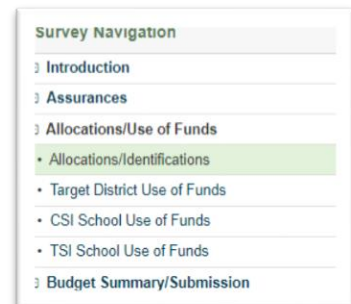 Survey Navigation
Introduction
Assurances
Allocations/Use of Funds
• Allocations/Identifications
• Target District Use of Funds
• CSI School Use of Funds
• TSI School Use of Funds
Budget Summary/Submission